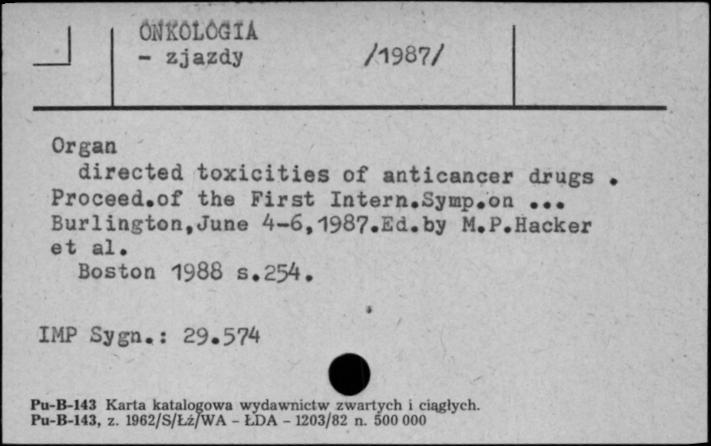 ONKOLOGIA
- zjazdy /1987/
Organ
directed toxicities of anticancer drugs .
Proceed.of the First Intern.Symp.on ...
Burlington,June 4-6,1987.Ed.by M.P.Hacker
et al.
Boston 1988 s.254.
IMP Sygn.: 29.574
Pu-B-143 Karta katalogowa wydawnictw zwartych i ciągłych.
Pu-B-143, z. 1962/S/Łź/WA - ŁDA - 1203/82 n. 500 000